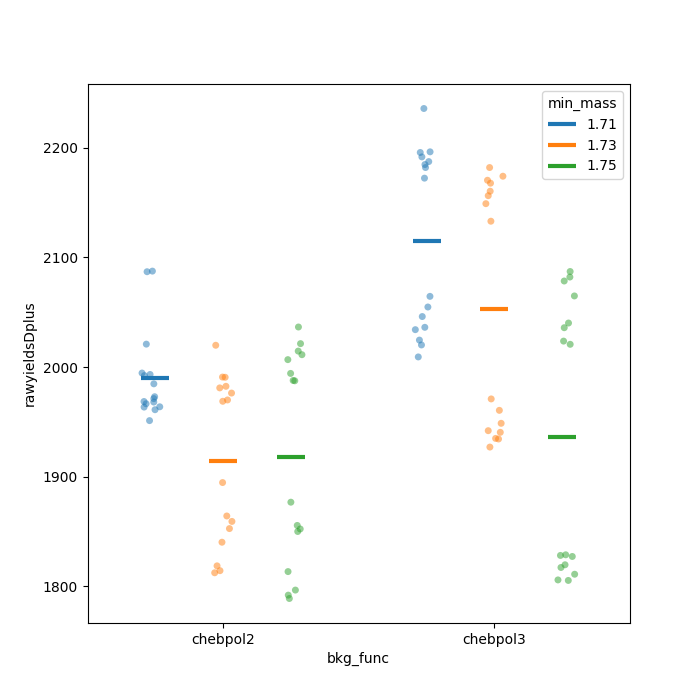 min_mass
1.71
1.73
1.75
2200
2100
2000
1900
1800
rawyieldsDplus
chebpol2
chebpol3
bkg_func